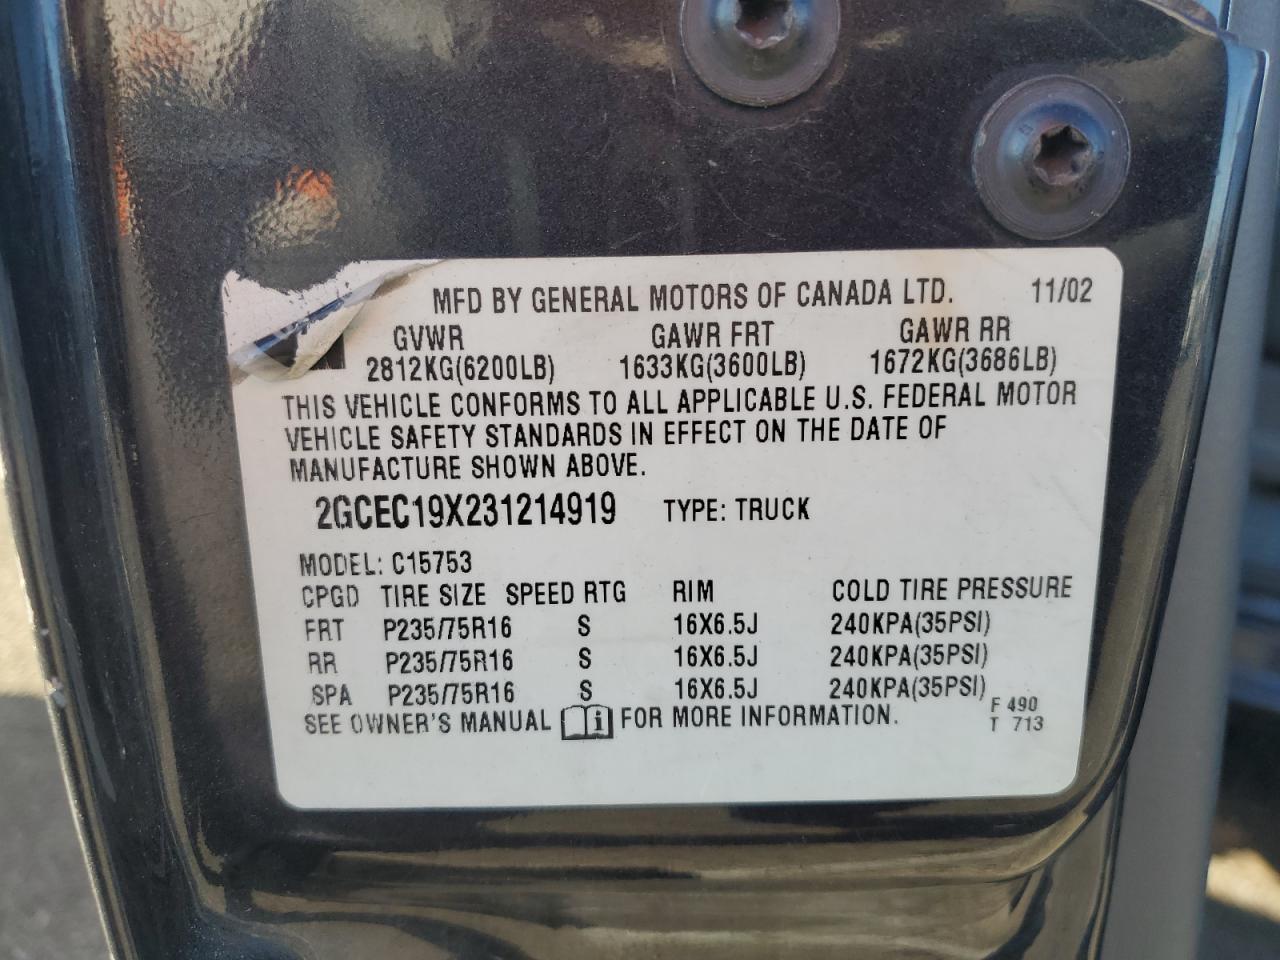 MFD BY GENERAL MOTORS OF CANADA LTD. 11/02
GVWR GAWR FRT GAWR RR
2812KG(6200LB) 1633KG(3600LB) 1672KG(3686LB)
THIS VEHICLE CONFORMS TO ALL APPLICABLE U.S. FEDERAL MOTOR
VEHICLE SAFETY STANDARDS IN EFFECT ON THE DATE OF
MANUFACTURE SHOWN ABOVE.
2GCEC19X231214919 TYPE: TRUCK
MODEL: C15753
CPGD TIRE SIZE SPEED RTG RIM COLD TIRE PRESSURE
FRT P235/75R16 S 16X6.5J 240KPA(35PSI)
RR P235/75R16 S 16X6.5J 240KPA(35PSI)
SPA P235/75R16 S 16X6.5J 240KPA(35PSI)
SEE OWNER'S MANUAL i FOR MORE INFORMATION.
F 490
T 713